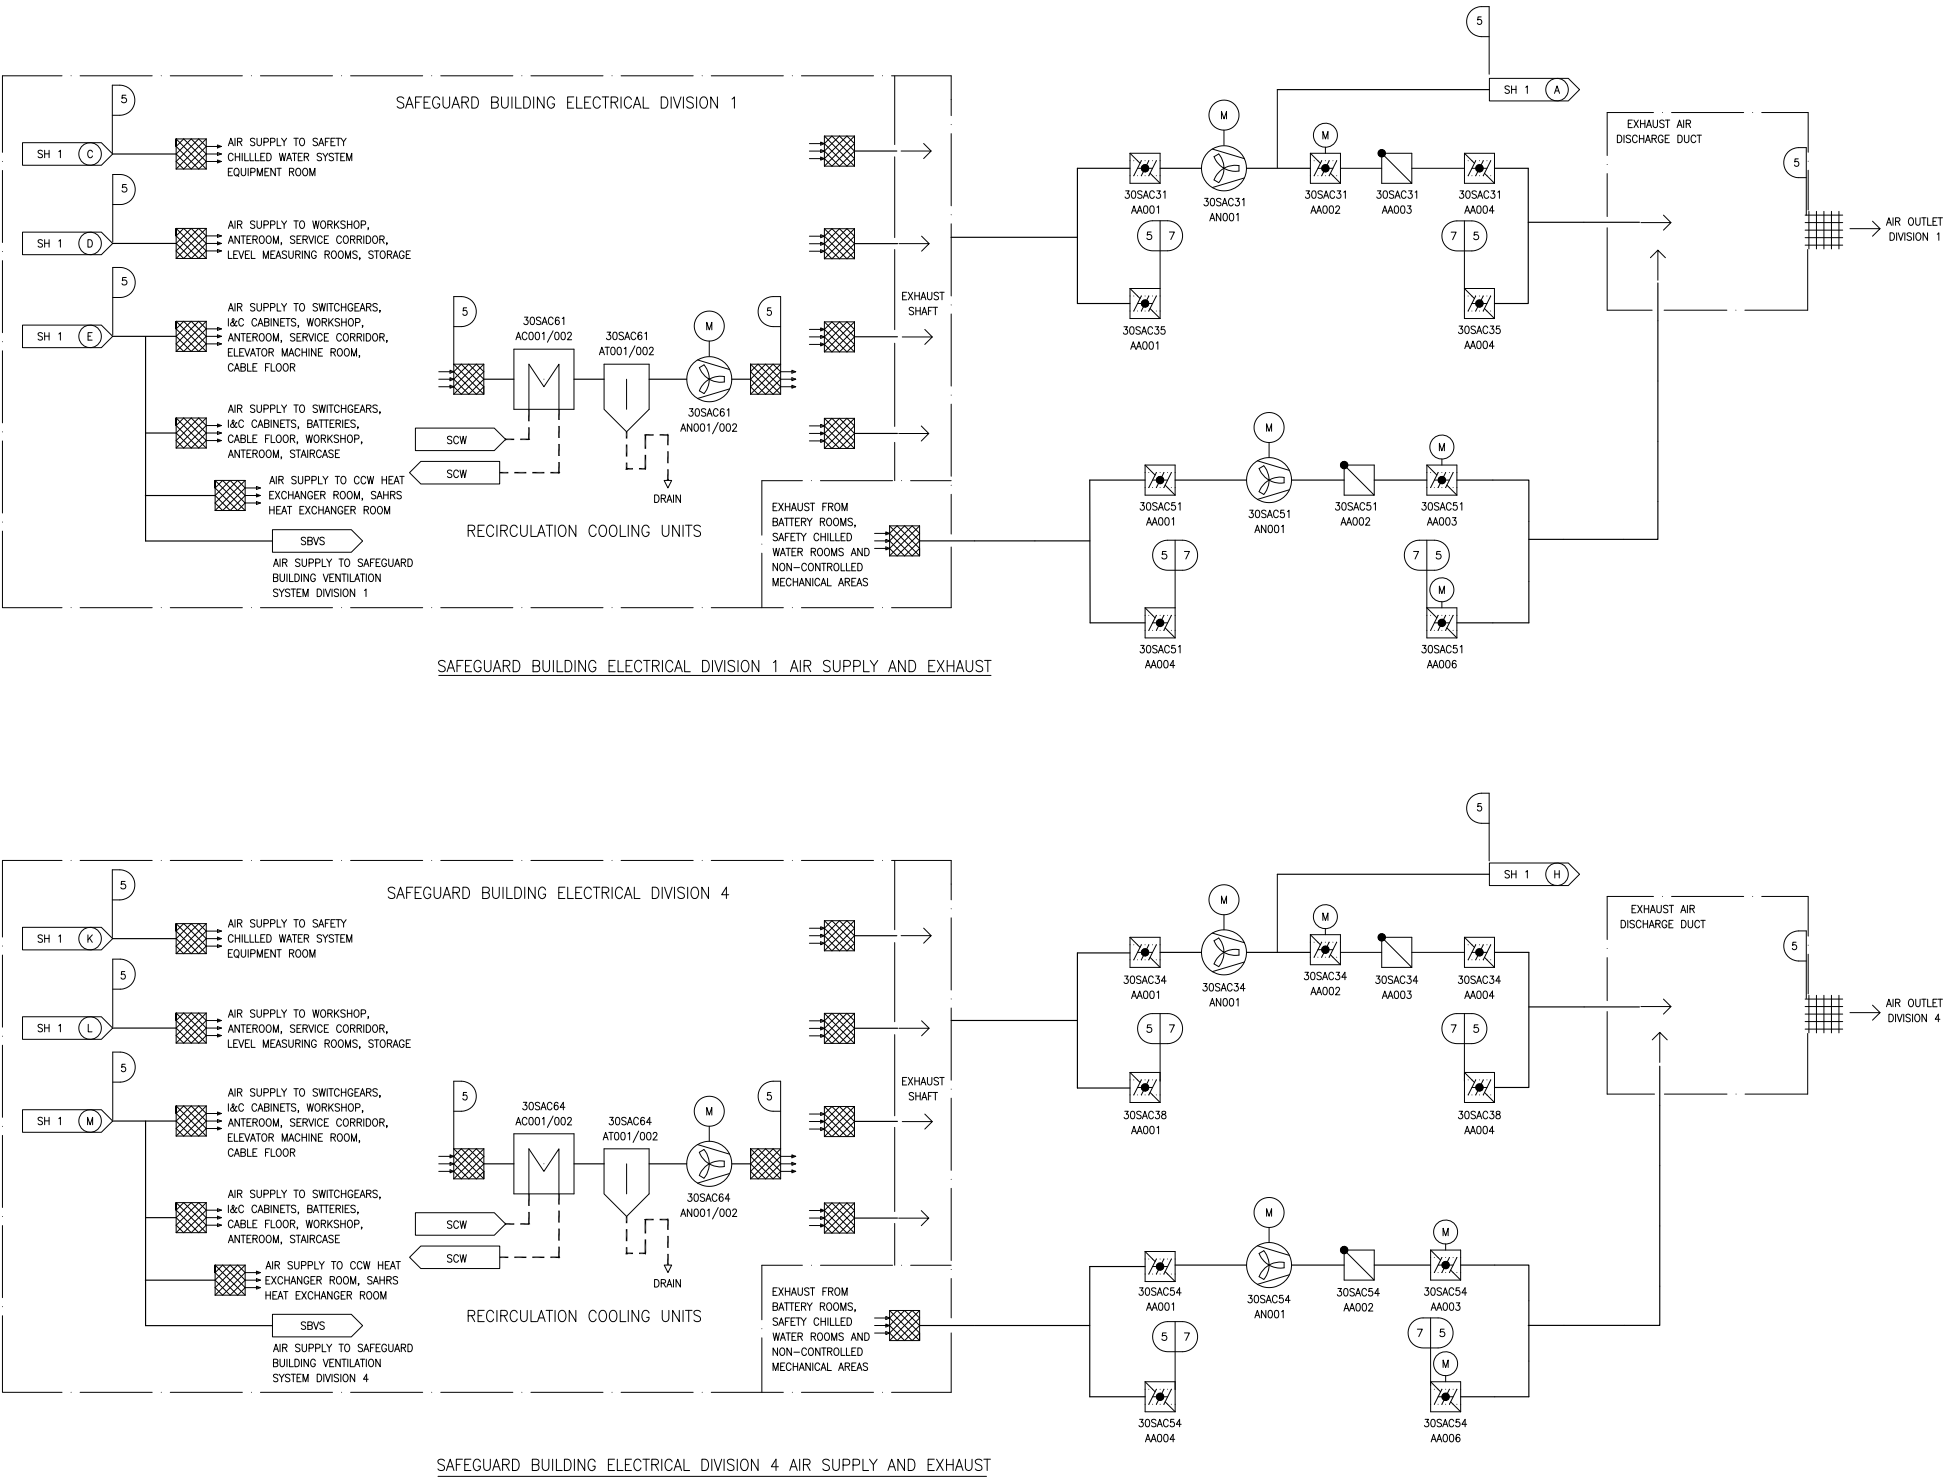 SAFEGUARD BUILDING ELECTRICAL DIVISION 1
5
SH 1 C
AIR SUPPLY TO SAFETY
CHILLLED WATER SYSTEM
EQUIPMENT ROOM
5
SH 1 D
AIR SUPPLY TO WORKSHOP,
ANTEROOM, SERVICE CORRIDOR,
LEVEL MEASURING ROOMS, STORAGE
5
SH 1 E
AIR SUPPLY TO SWITCHGEARS,
I&C CABINETS, WORKSHOP,
ANTEROOM, SERVICE CORRIDOR,
ELEVATOR MACHINE ROOM,
CABLE FLOOR
AIR SUPPLY TO SWITCHGEARS,
I&C CABINETS, BATTERIES,
CABLE FLOOR, WORKSHOP,
ANTEROOM, STAIRCASE
AIR SUPPLY TO CCW HEAT
EXCHANGER ROOM, SAHRS
HEAT EXCHANGER ROOM
SBVS
AIR SUPPLY TO SAFEGUARD
BUILDING VENTILATION
SYSTEM DIVISION 1
5
30SAC61
AC001/002
30SAC61
AT001/002
M
30SAC61
AN001/002
5
SCW
SCW
DRAIN
RECIRCULATION COOLING UNITS
EXHAUST
SHAFT
EXHAUST FROM
BATTERY ROOMS,
SAFETY CHILLED
WATER ROOMS AND
NON-CONTROLLED
MECHANICAL AREAS
5
SH 1 A
30SAC31
AA001
M
30SAC31
AN001
M
30SAC31
AA002
30SAC31
AA003
30SAC31
AA004
5 7
7 5
30SAC35
AA001
30SAC35
AA004
EXHAUST AIR
DISCHARGE DUCT
5
AIR OUTLET
DIVISION 1
30SAC51
AA001
M
30SAC51
AN001
30SAC51
AA002
M
30SAC51
AA003
5 7
7 5
M
30SAC51
AA004
30SAC51
AA006
SAFEGUARD BUILDING ELECTRICAL DIVISION 1 AIR SUPPLY AND EXHAUST
SAFEGUARD BUILDING ELECTRICAL DIVISION 4
5
SH 1 K
AIR SUPPLY TO SAFETY
CHILLLED WATER SYSTEM
EQUIPMENT ROOM
5
SH 1 L
AIR SUPPLY TO WORKSHOP,
ANTEROOM, SERVICE CORRIDOR,
LEVEL MEASURING ROOMS, STORAGE
5
SH 1 M
AIR SUPPLY TO SWITCHGEARS,
I&C CABINETS, WORKSHOP,
ANTEROOM, SERVICE CORRIDOR,
ELEVATOR MACHINE ROOM,
CABLE FLOOR
AIR SUPPLY TO SWITCHGEARS,
I&C CABINETS, BATTERIES,
CABLE FLOOR, WORKSHOP,
ANTEROOM, STAIRCASE
AIR SUPPLY TO CCW HEAT
EXCHANGER ROOM, SAHRS
HEAT EXCHANGER ROOM
SBVS
AIR SUPPLY TO SAFEGUARD
BUILDING VENTILATION
SYSTEM DIVISION 4
5
30SAC64
AC001/002
30SAC64
AT001/002
M
30SAC64
AN001/002
5
SCW
SCW
DRAIN
RECIRCULATION COOLING UNITS
EXHAUST
SHAFT
EXHAUST FROM
BATTERY ROOMS,
SAFETY CHILLED
WATER ROOMS AND
NON-CONTROLLED
MECHANICAL AREAS
5
SH 1 H
30SAC34
AA001
M
30SAC34
AN001
M
30SAC34
AA002
30SAC34
AA003
30SAC34
AA004
5 7
7 5
30SAC38
AA001
30SAC38
AA004
EXHAUST AIR
DISCHARGE DUCT
5
AIR OUTLET
DIVISION 4
30SAC54
AA001
M
30SAC54
AN001
30SAC54
AA002
M
30SAC54
AA003
5 7
7 5
M
30SAC54
AA004
30SAC54
AA006
SAFEGUARD BUILDING ELECTRICAL DIVISION 4 AIR SUPPLY AND EXHAUST